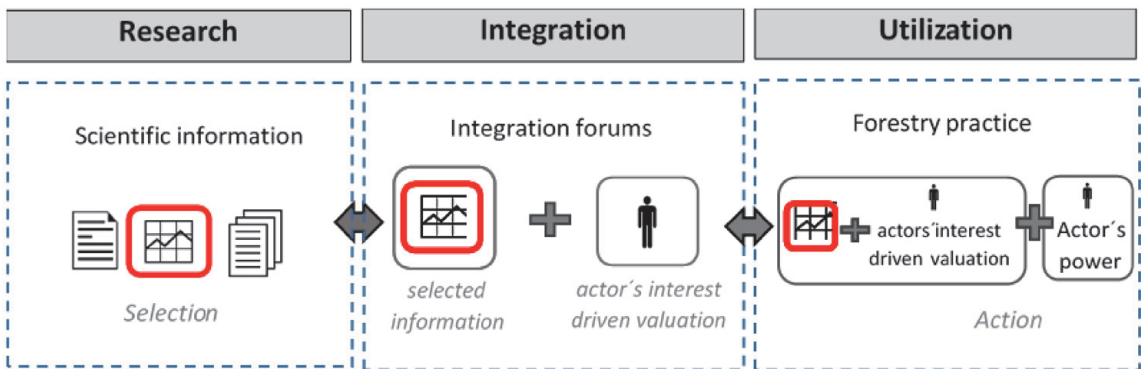 Research
Integration
Utilization
Scientific information
Selection
Integration forums
selected
information
actor´s interest
driven valuation
Forestry practice
actors´interest
driven valuation
Actor´s
power
Action